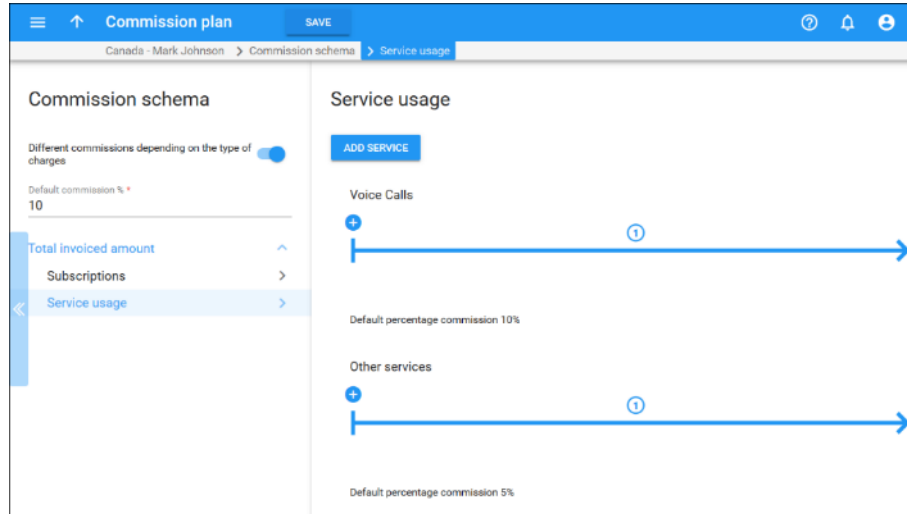 Commission plan SAVE
Canada - Mark Johnson > Commission schema > Service usage
Commission schema
Different commissions depending on the type of
charges
Default commission % *
10
Total invoiced amount
Subscriptions
Service usage
Service usage
ADD SERVICE
Voice Calls
1
Default percentage commission 10%
Other services
1
Default percentage commission 5%